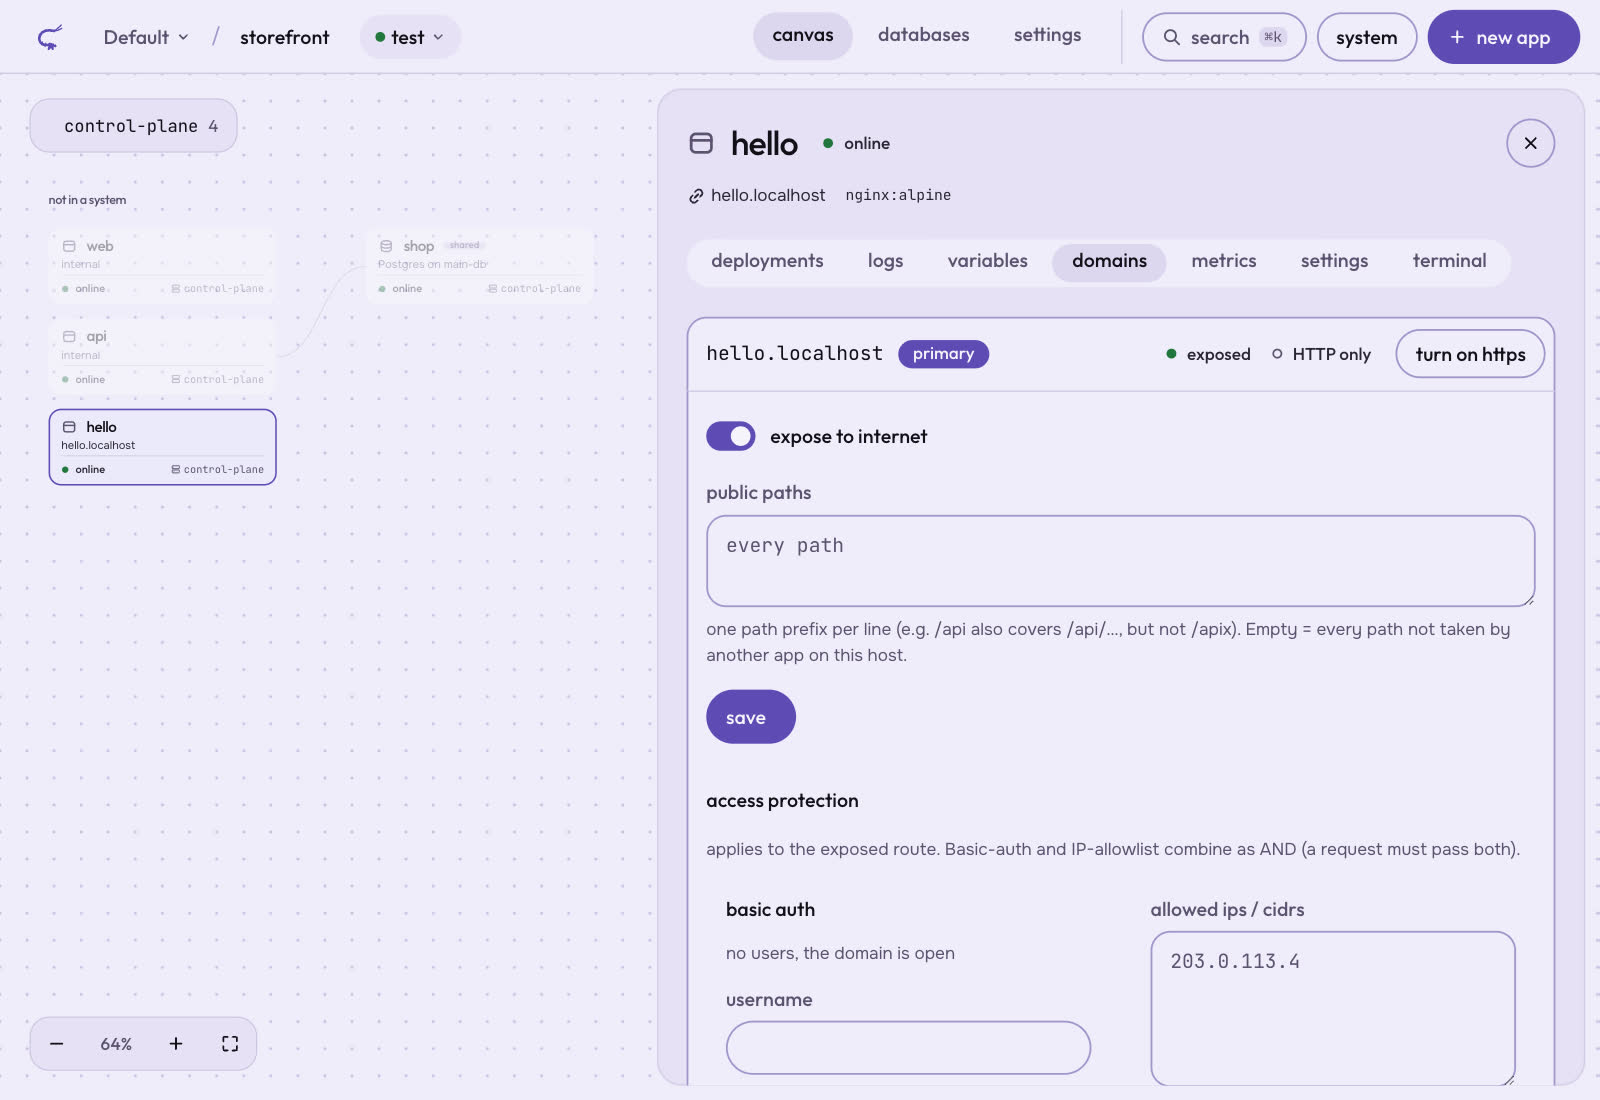 Default / storefront test
canvas databases settings search ⌘k system + new app
control-plane 4
not in a system
web
internal
online control-plane
shop shared
Postgres on main-db
online control-plane
api
internal
online control-plane
hello
hello.localhost
online control-plane
64%
hello online
hello.localhost nginx:alpine
deployments logs variables domains metrics settings terminal
hello.localhost primary exposed HTTP only turn on https
expose to internet
public paths
every path
one path prefix per line (e.g. /api also covers /api/…, but not /apix). Empty = every path not taken by
another app on this host.
save
access protection
applies to the exposed route. Basic-auth and IP-allowlist combine as AND (a request must pass both).
basic auth
no users, the domain is open
username
allowed ips / cidrs
203.0.113.4